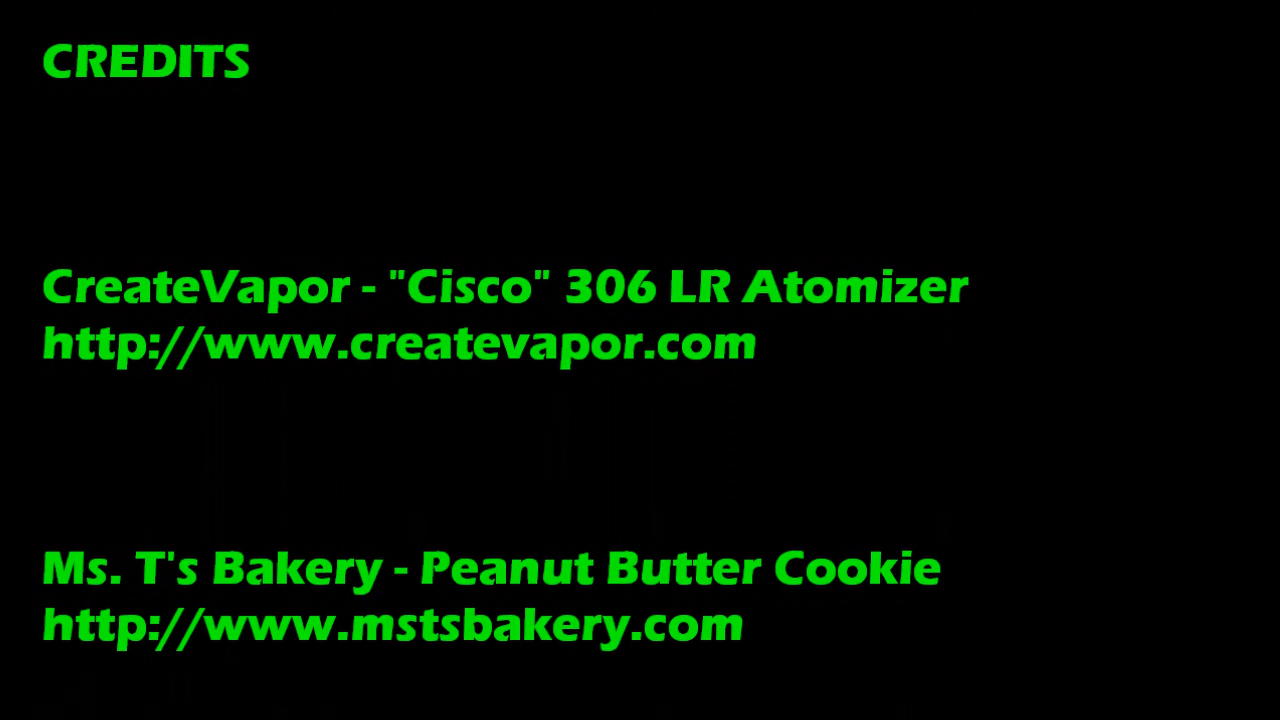 CREDITS
CreateVapor - "Cisco" 306 LR Atomizer
http://www.createvapor.com
Ms. T's Bakery - Peanut Butter Cookie
http://www.mstsbakery.com